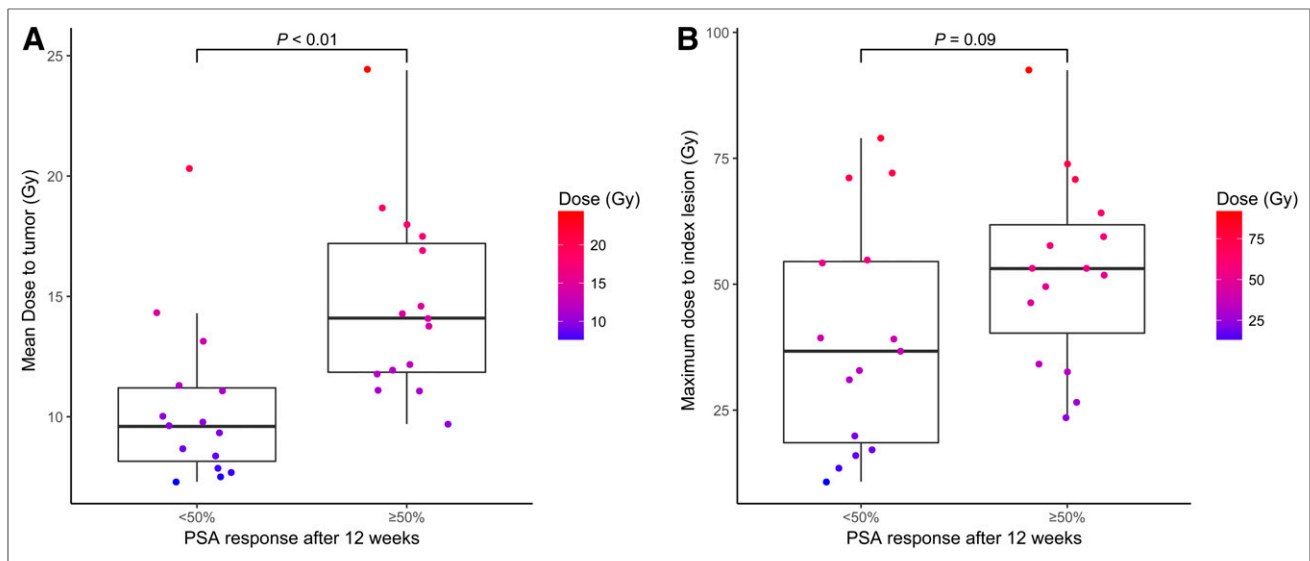 A
P < 0.01
25
20
15
10
Mean Dose to tumor (Gy)
<50%
≥50%
PSA response after 12 weeks
Dose (Gy)
20
15
10
B
P = 0.09
100
75
50
25
Maximum dose to index lesion (Gy)
<50%
≥50%
PSA response after 12 weeks
Dose (Gy)
75
50
25